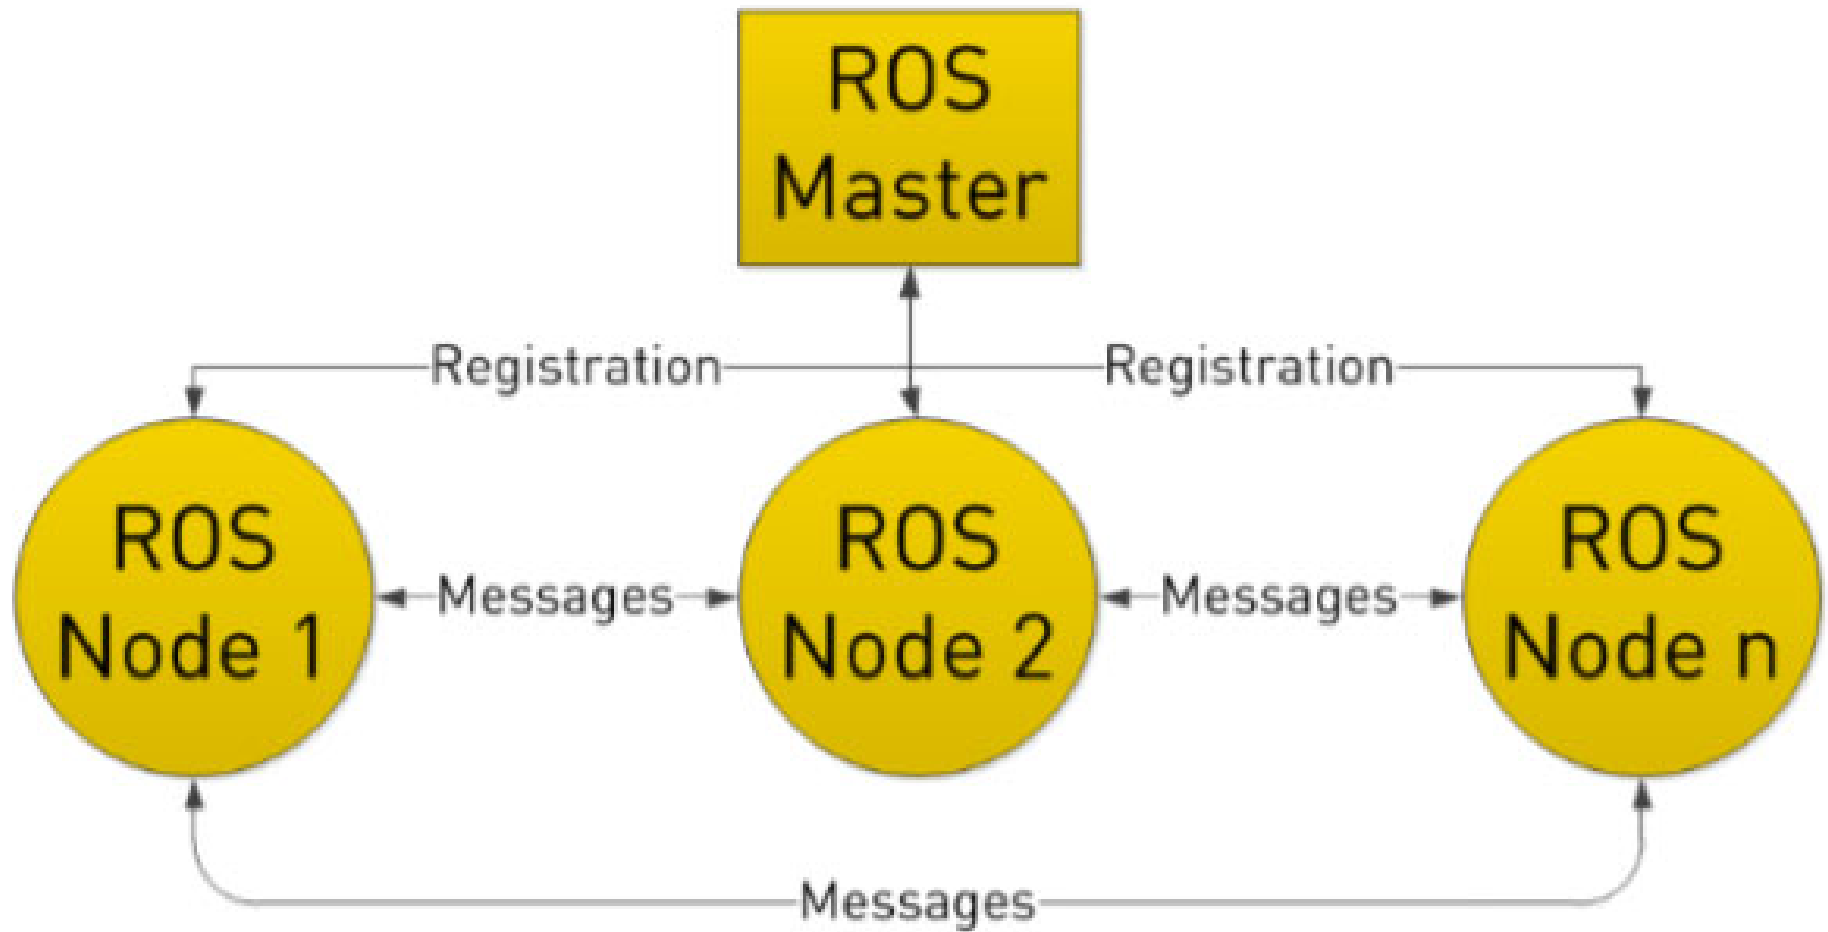 ROS
Master
Registration
Registration
ROS
Node 1
Messages
ROS
Node 2
Messages
ROS
Node n
Messages